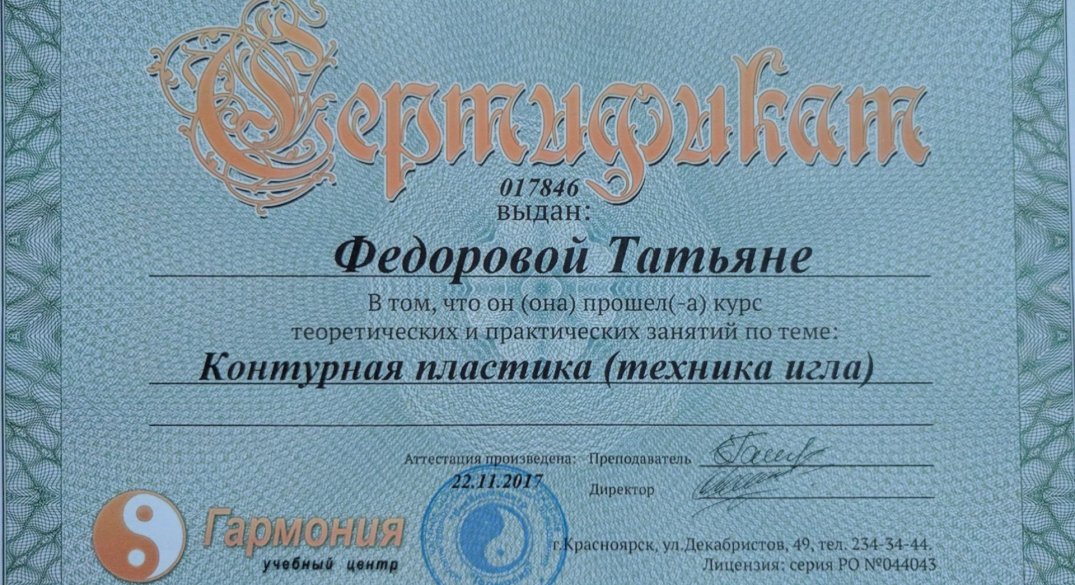 Сертификат
017846
выдан:
Федоровой Татьяне
В том, что он (она) прошел(-а) курс
теоретических и практических занятий по теме:
Контурная пластика (техника игла)
Аттестация произведена: Преподаватель
22.11.2017
Директор
Гармония
учебный центр
г.Красноярск, ул.Декабристов, 49, тел. 234-34-44.
Лицензия: серия РО №044043